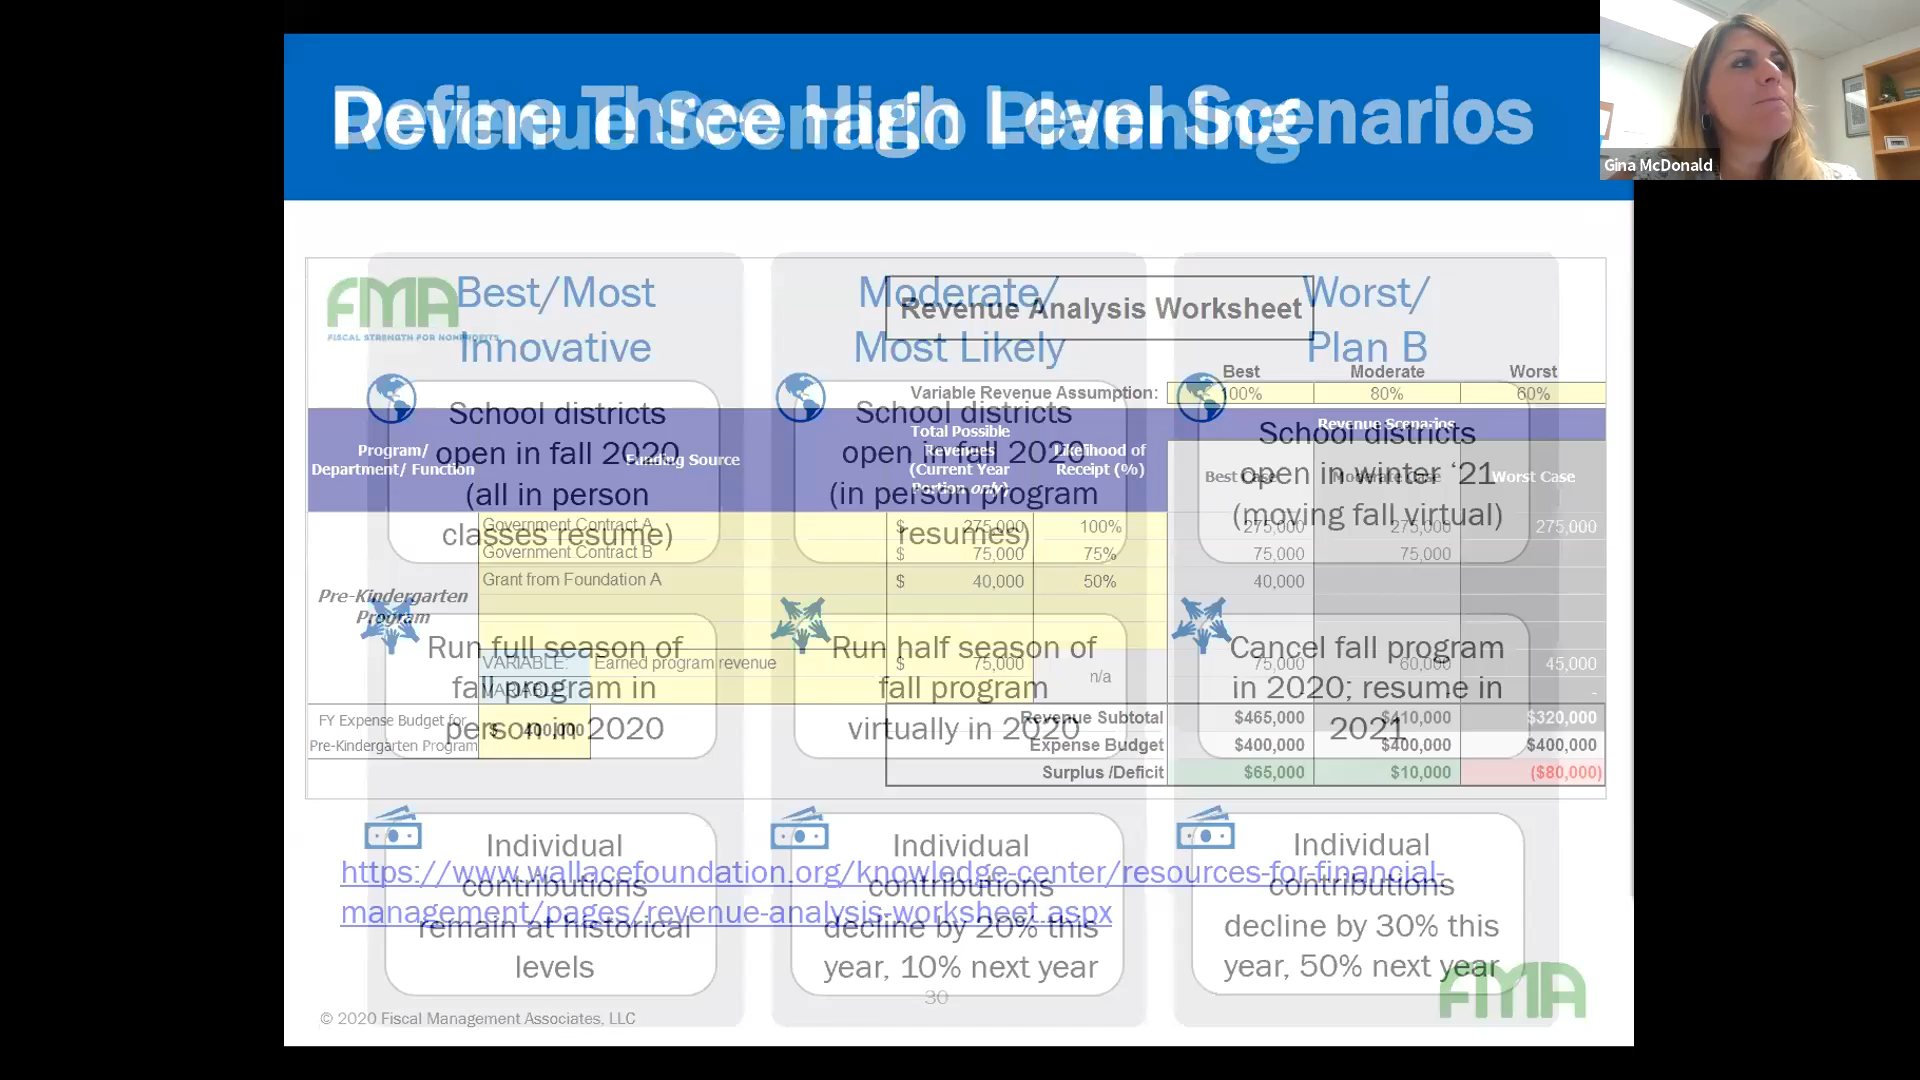 Define Three High Level Scenarios
Revenue Scenario Planning
Gina McDonald
Best/Most
Innovative
Moderate/
Most Likely
Worst/
Plan B
School districts
open in fall 2020
(all in person
classes resume)
School districts
open in fall 2020
(in person program
resumes)
School districts
open in winter ‘21
(moving fall virtual)
Run full season of
fall program in
person in 2020
Run half season of
fall program
virtually in 2020
Cancel fall program
in 2020; resume in
2021
Individual
contributions
remain at historical
levels
Individual
contributions
decline by 20% this
year, 10% next year
Individual
contributions
decline by 30% this
year, 50% next year
FMA
FISCAL STRENGTH FOR NONPROFITS
Revenue Analysis Worksheet
Best Moderate Worst
Variable Revenue Assumption: 100% 80% 60%
Program/
Department/ Function
Funding Source
Total Possible
Revenues
(Current Year
Portion only)
Likelihood of
Receipt (%)
Revenue Scenarios
Best Case Moderate Case Worst Case
Pre-Kindergarten
Program
Government Contract A $ 275,000 100% 275,000 275,000 275,000
Government Contract B $ 75,000 75% 75,000 75,000
Grant from Foundation A $ 40,000 50% 40,000
VARIABLE: Earned program revenue $ 75,000 n/a 75,000 60,000 45,000
VARIABLE: - -
Revenue Subtotal $465,000 $410,000 $320,000
FY Expense Budget for
Pre-Kindergarten Program
$ 400,000
Expense Budget $400,000 $400,000 $400,000
Surplus /Deficit $65,000 $10,000 ($80,000)
https://www.wallacefoundation.org/knowledge-center/resources-for-financial-
management/pages/revenue-analysis-worksheet.aspx
30
© 2020 Fiscal Management Associates, LLC
FMA